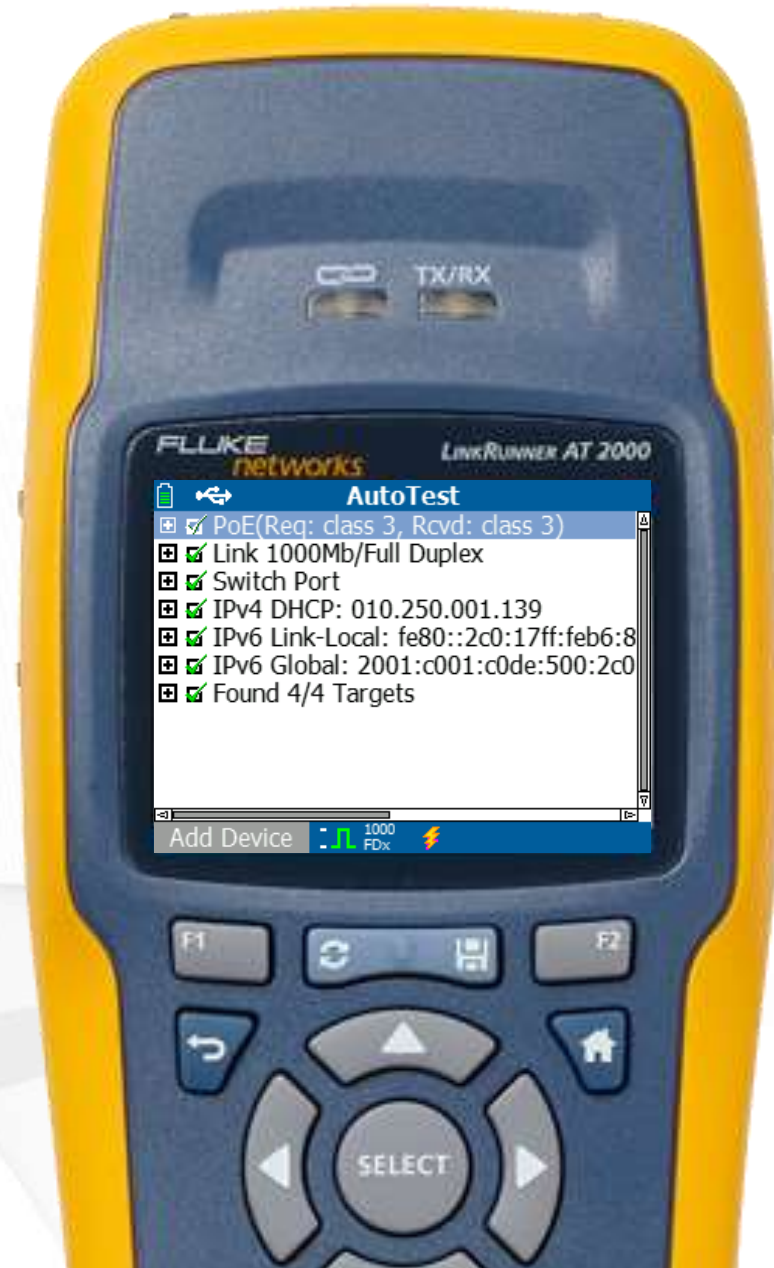 TX/RX
FLUKE
networks
LINKRUNNER AT 2000
AutoTest
PoE(Req: class 3, Rcvd: class 3)
Link 1000Mb/Full Duplex
Switch Port
IPv4 DHCP: 010.250.001.139
IPv6 Link-Local: fe80::2c0:17ff:feb6:8
IPv6 Global: 2001:c001:c0de:500:2c0
Found 4/4 Targets
Add Device
1000
FDx
F1
F2
SELECT